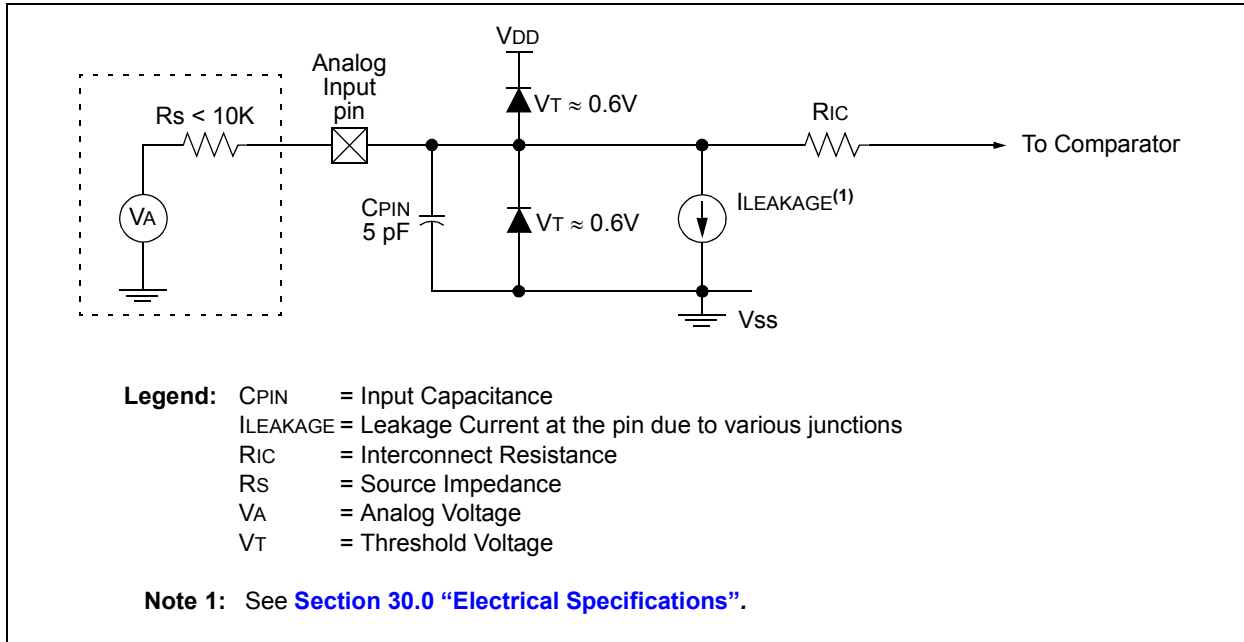 VDD
Analog
Input
pin
Rs < 10K
VT ≈ 0.6V
RIC
To Comparator
VA
CPIN
5 pF
VT ≈ 0.6V
ILEAKAGE(1)
Vss
Legend: CPIN = Input Capacitance
ILEAKAGE = Leakage Current at the pin due to various junctions
RIC = Interconnect Resistance
RS = Source Impedance
VA = Analog Voltage
VT = Threshold Voltage
Note 1: See Section 30.0 “Electrical Specifications”.